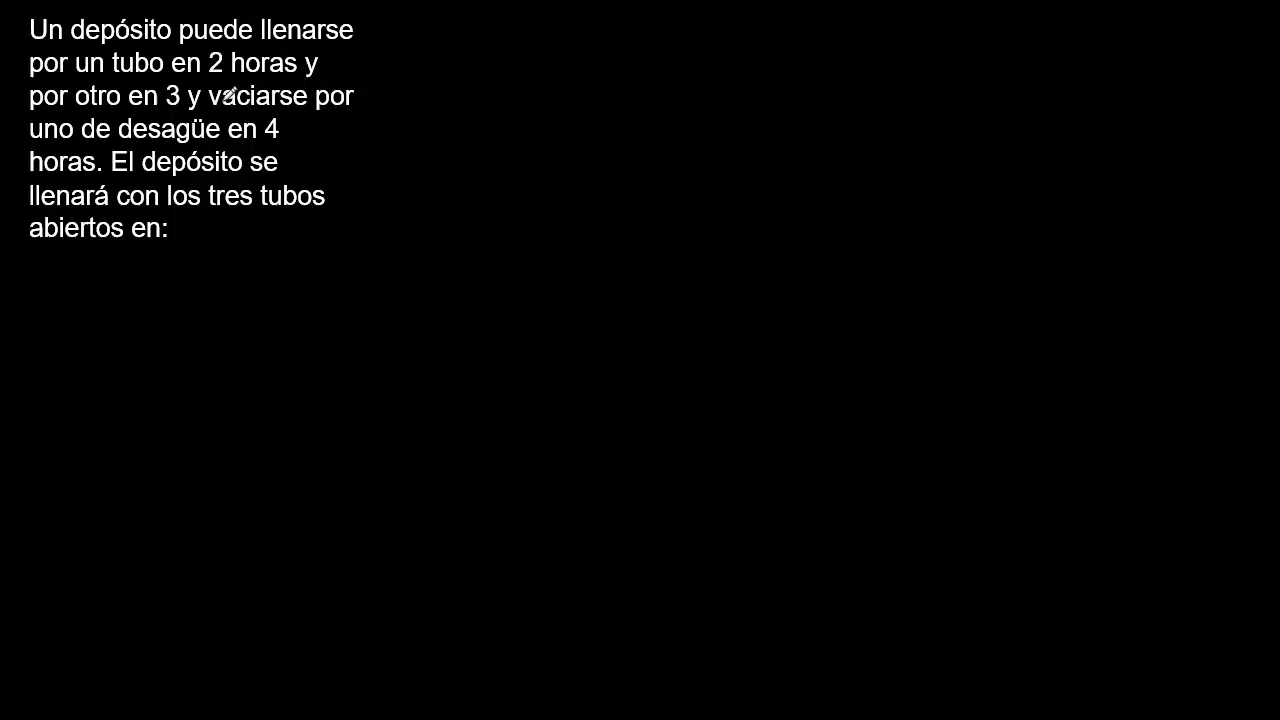 Un depósito puede llenarse
por un tubo en 2 horas y
por otro en 3 y vaciarse por
uno de desagüe en 4
horas. El depósito se
llenará con los tres tubos
abiertos en: